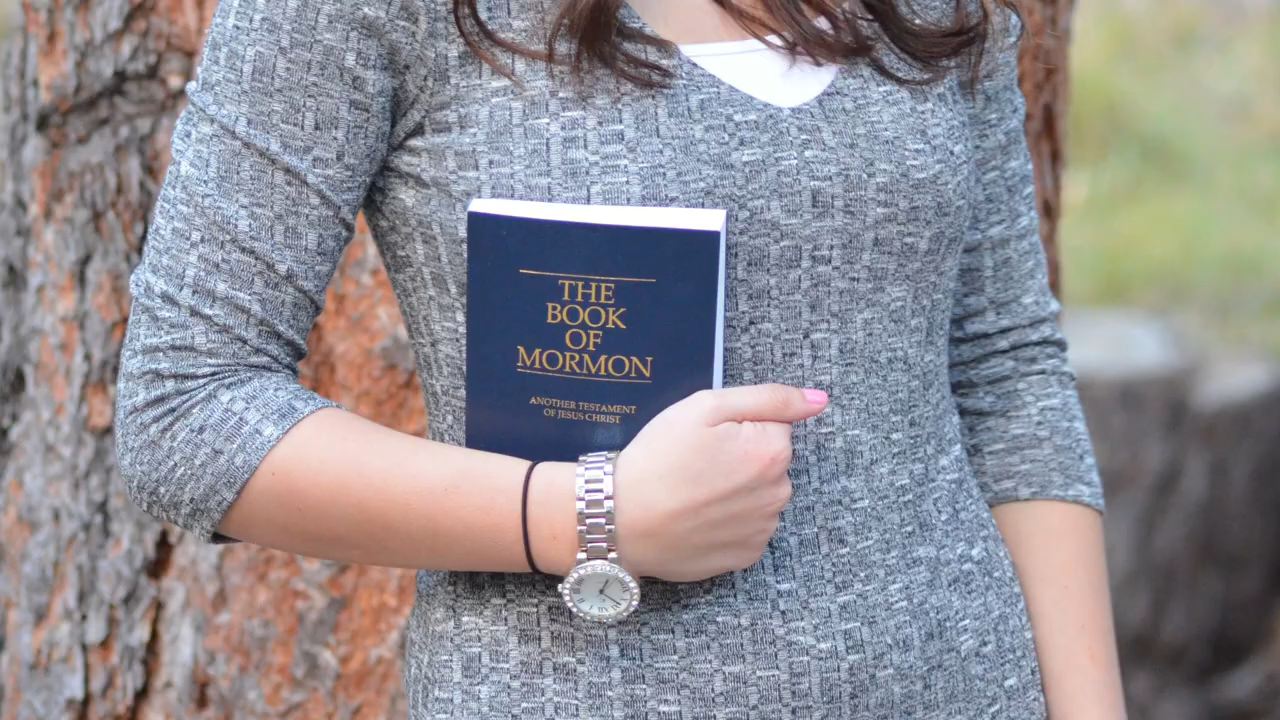 THE
BOOK
OF
MORMON
ANOTHER TESTAMENT
OF JESUS CHRIST